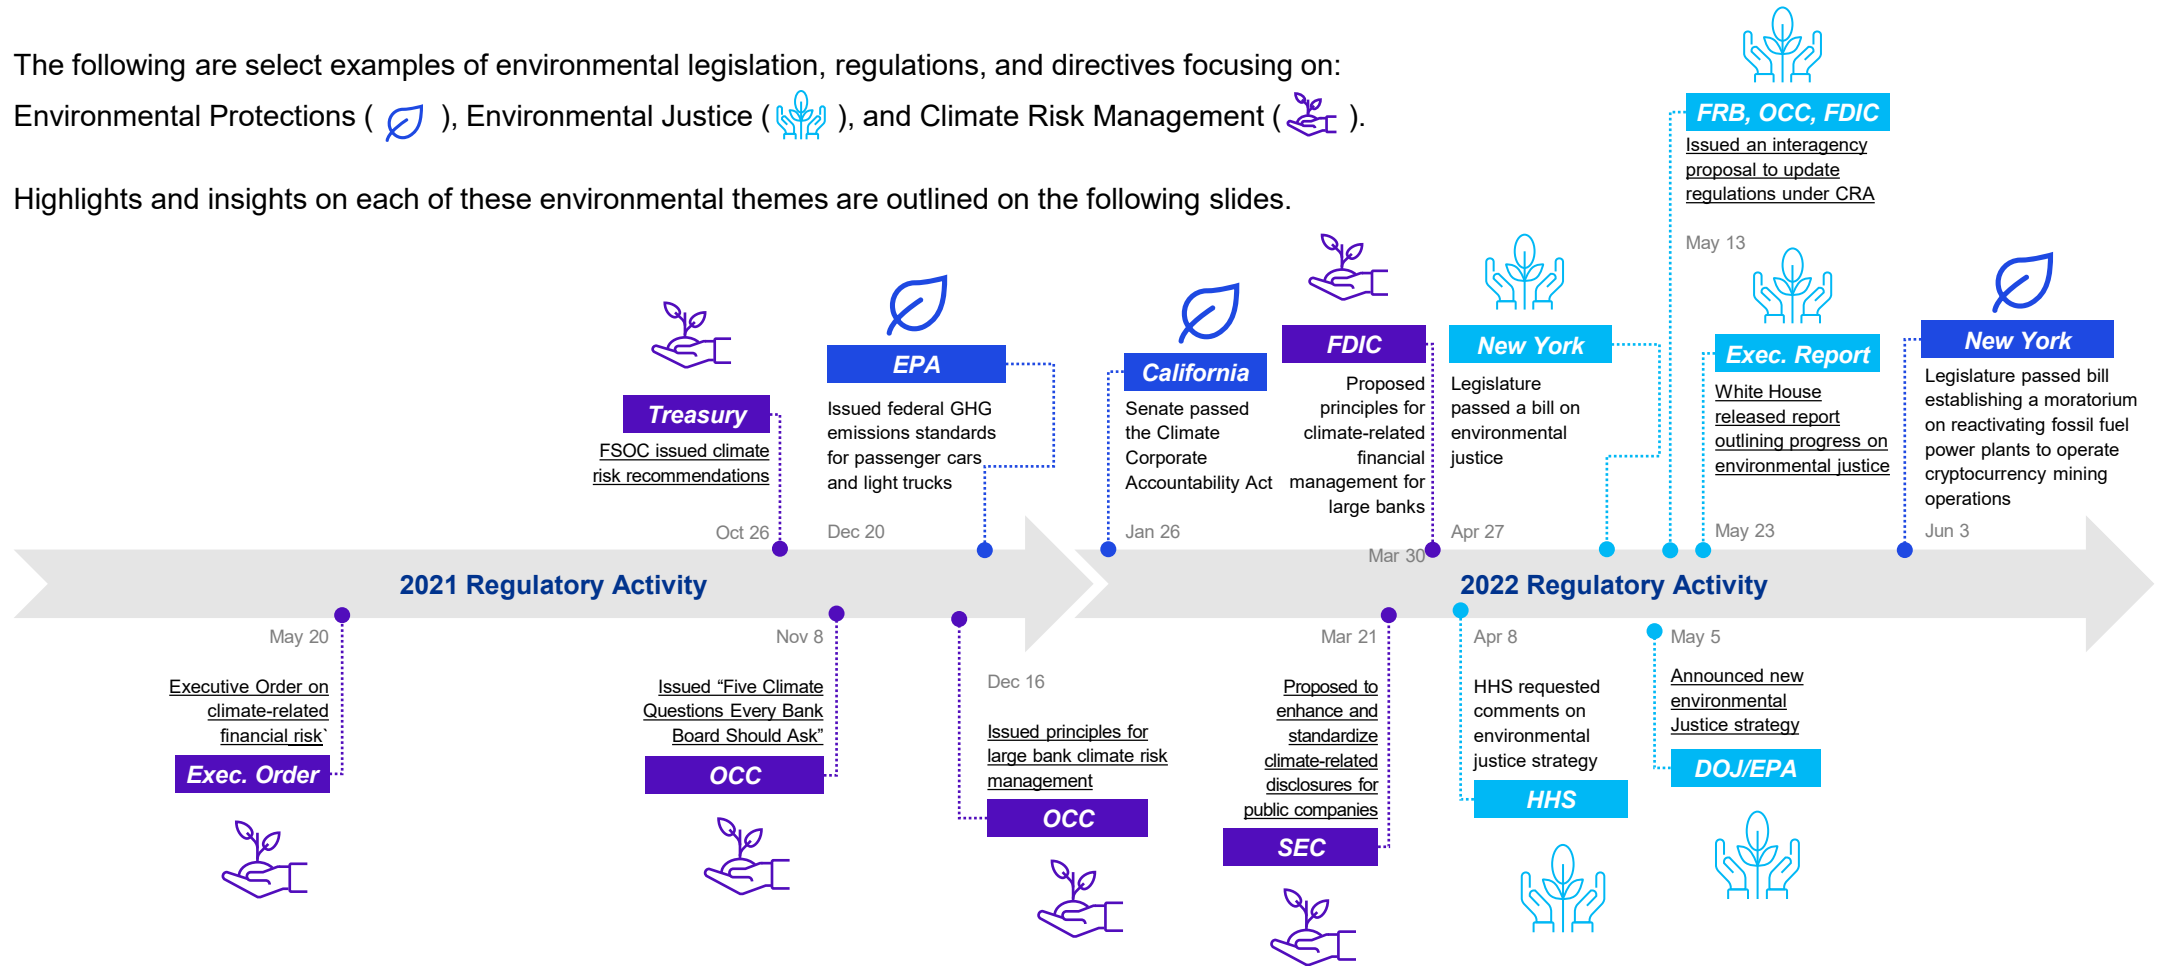 The following are select examples of environmental legislation, regulations, and directives focusing on:
Environmental Protections ( ), Environmental Justice ( ), and Climate Risk Management ( ).
Highlights and insights on each of these environmental themes are outlined on the following slides.
FRB, OCC, FDIC
Issued an interagency
proposal to update
regulations under CRA
May 13
Treasury
FSOC issued climate
risk recommendations
Oct 26
EPA
Issued federal GHG
emissions standards
for passenger cars
and light trucks
Dec 20
California
Senate passed
the Climate
Corporate
Accountability Act
Jan 26
FDIC
Proposed
principles for
climate-related
financial
management for
large banks
Mar 30
New York
Legislature
passed a bill on
environmental
justice
Apr 27
Exec. Report
White House
released report
outlining progress on
environmental justice
May 23
New York
Legislature passed bill
establishing a moratorium
on reactivating fossil fuel
power plants to operate
cryptocurrency mining
operations
Jun 3
2021 Regulatory Activity
2022 Regulatory Activity
May 20
Executive Order on
climate-related
financial risk`
Exec. Order
Nov 8
Issued “Five Climate
Questions Every Bank
Board Should Ask”
OCC
Dec 16
Issued principles for
large bank climate risk
management
OCC
Mar 21
Proposed to
enhance and
standardize
climate-related
disclosures for
public companies
SEC
Apr 8
HHS requested
comments on
environmental
justice strategy
HHS
May 5
Announced new
environmental
Justice strategy
DOJ/EPA